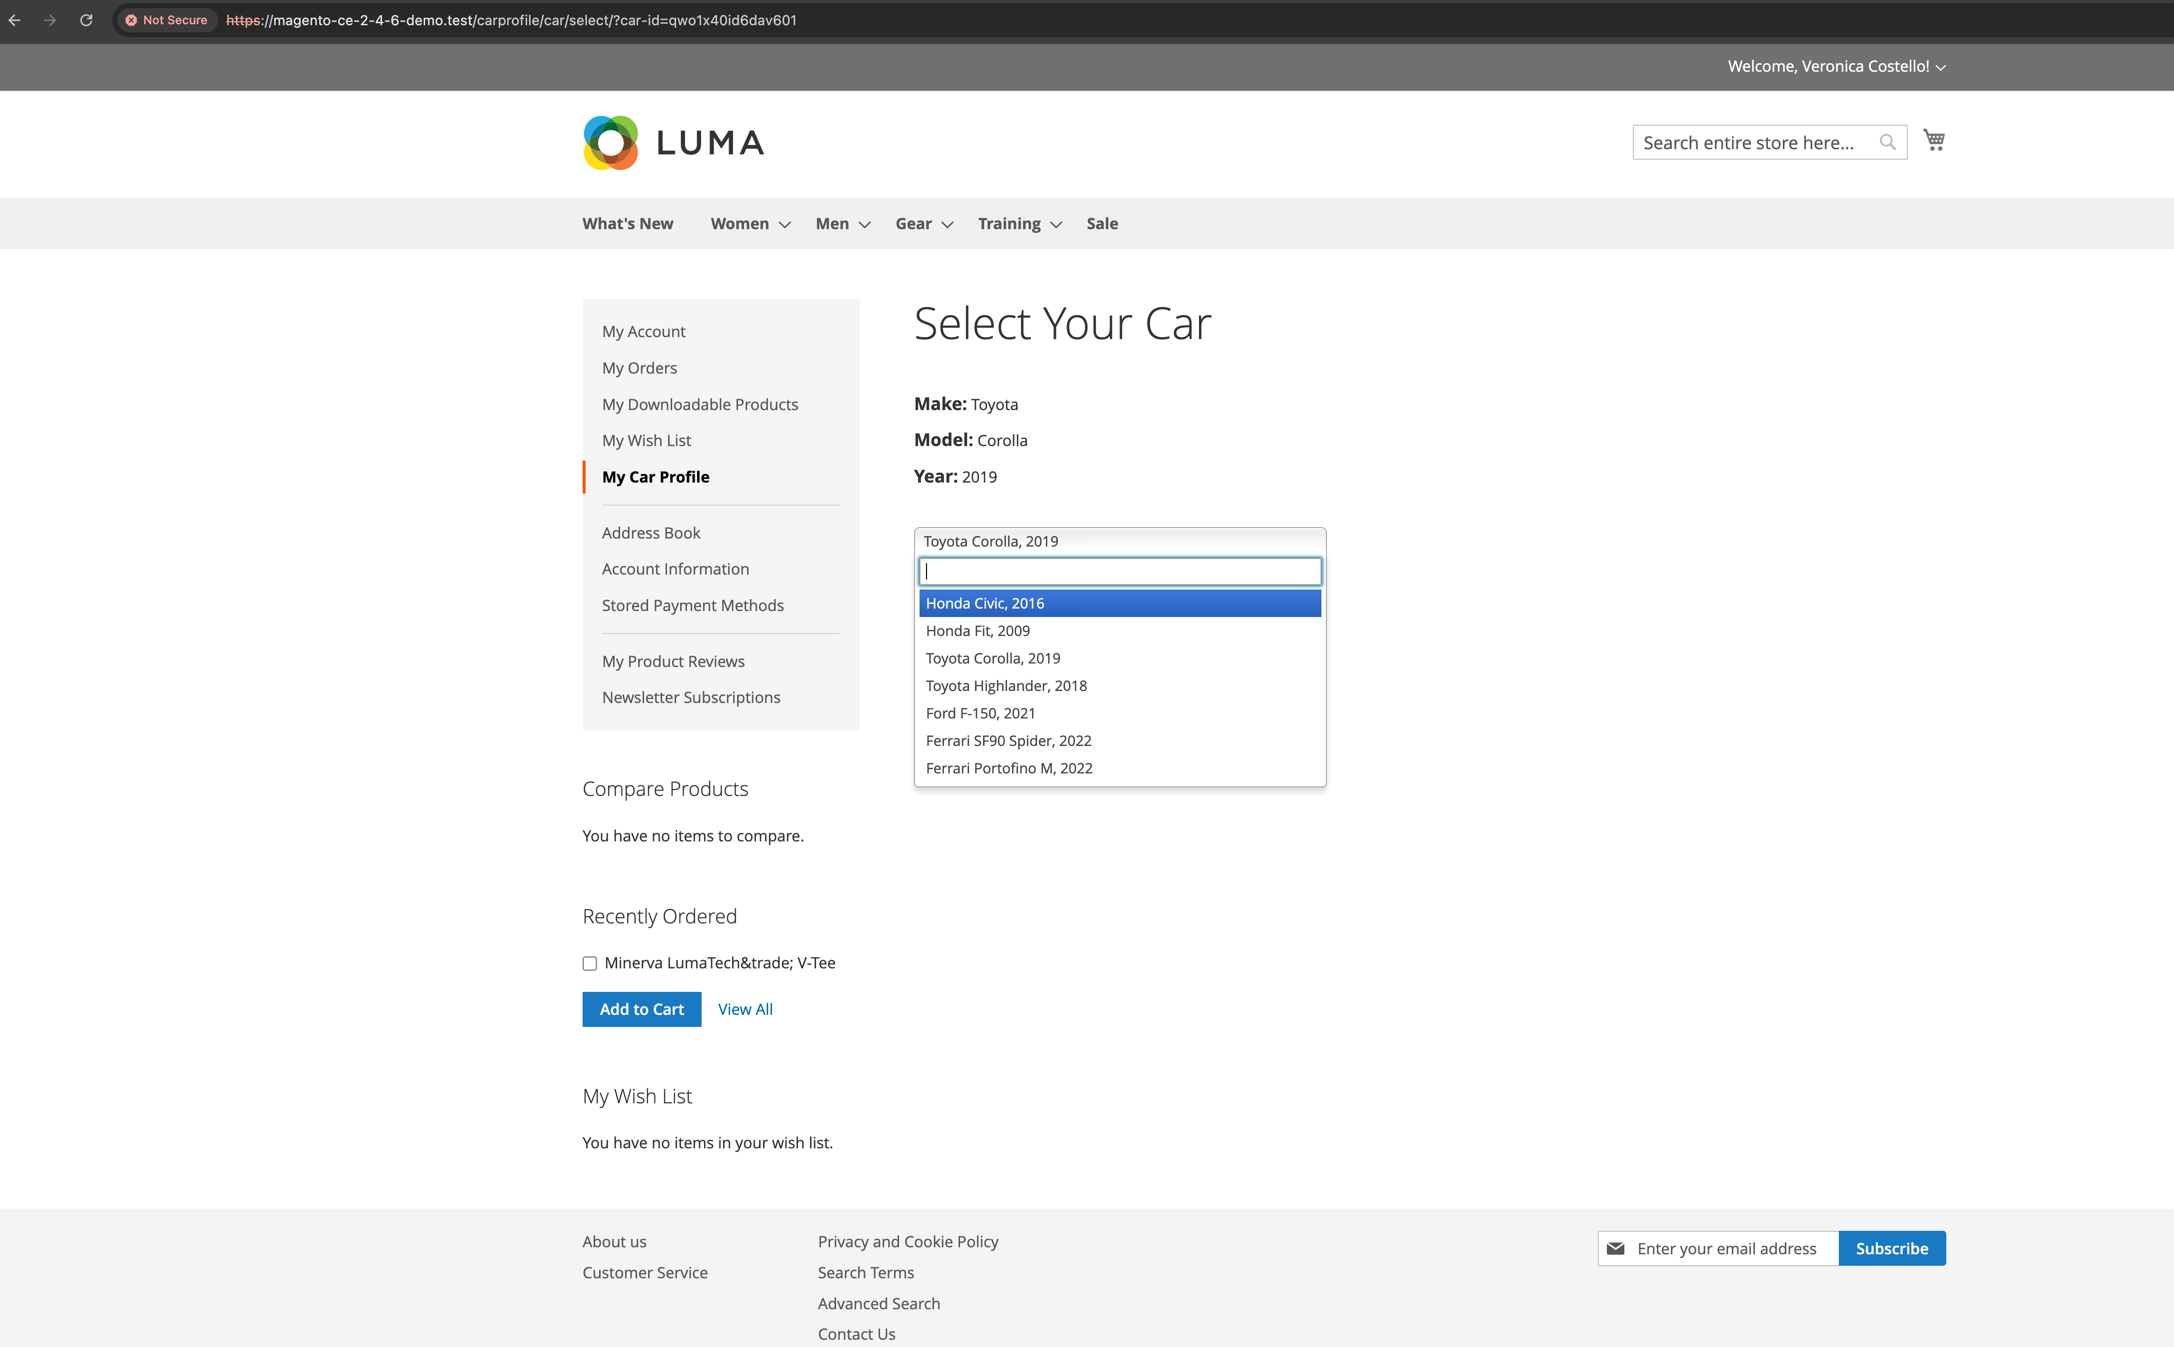 Not Secure https://magento-ce-2-4-6-demo.test/carprofile/car/select/?car-id=qwo1x40id6dav601
Welcome, Veronica Costello!
LUMA
Search entire store here...
What's New Women Men Gear Training Sale
My Account
My Orders
My Downloadable Products
My Wish List
My Car Profile
Address Book
Account Information
Stored Payment Methods
My Product Reviews
Newsletter Subscriptions
Select Your Car
Make: Toyota
Model: Corolla
Year: 2019
Toyota Corolla, 2019
Honda Civic, 2016
Honda Fit, 2009
Toyota Corolla, 2019
Toyota Highlander, 2018
Ford F-150, 2021
Ferrari SF90 Spider, 2022
Ferrari Portofino M, 2022
Compare Products
You have no items to compare.
Recently Ordered
Minerva LumaTech&trade; V-Tee
Add to Cart View All
My Wish List
You have no items in your wish list.
About us
Customer Service
Privacy and Cookie Policy
Search Terms
Advanced Search
Contact Us
Enter your email address Subscribe